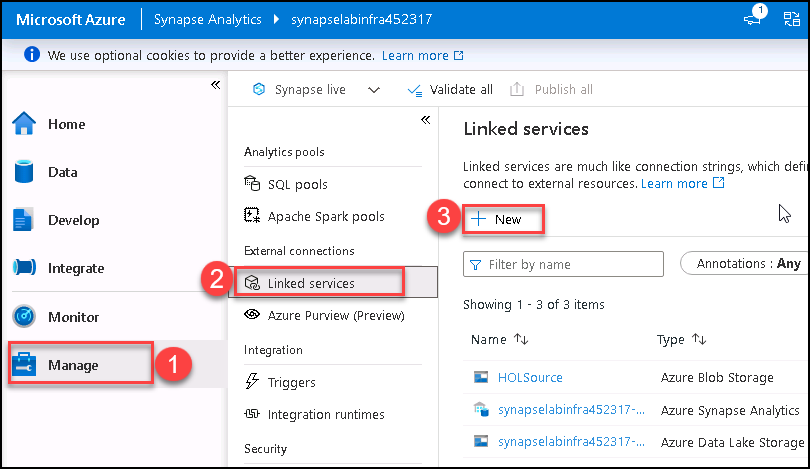 Microsoft Azure Synapse Analytics synapselabinfra452317 1
We use optional cookies to provide a better experience. Learn more
Synapse live Validate all Publish all
Home
Data
Develop
Integrate
Monitor
Manage 1
Analytics pools
SQL pools
Apache Spark pools
External connections
2 Linked services
Azure Purview (Preview)
Integration
Triggers
Integration runtimes
Security
Linked services
Linked services are much like connection strings, which defi
connect to external resources. Learn more
3 + New
Filter by name Annotations : Any
Showing 1 - 3 of 3 items
Name Type
HOLSource Azure Blob Storage
synapselabinfra452317-... Azure Synapse Analytics
synapselabinfra452317-... Azure Data Lake Storage